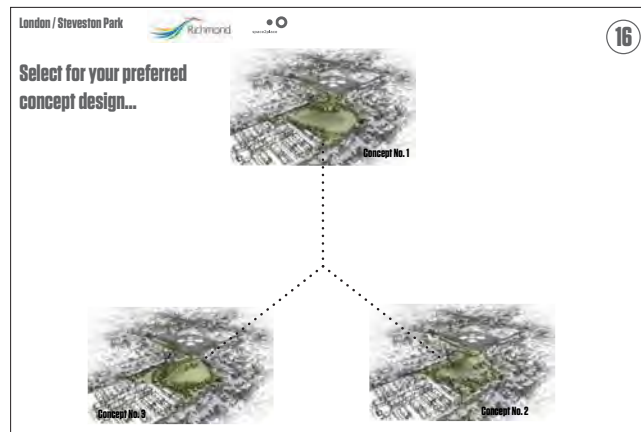 London / Steveston Park
Richmond
space2place
16
Select for your preferred
concept design...
Concept No. 1
Concept No. 3
Concept No. 2